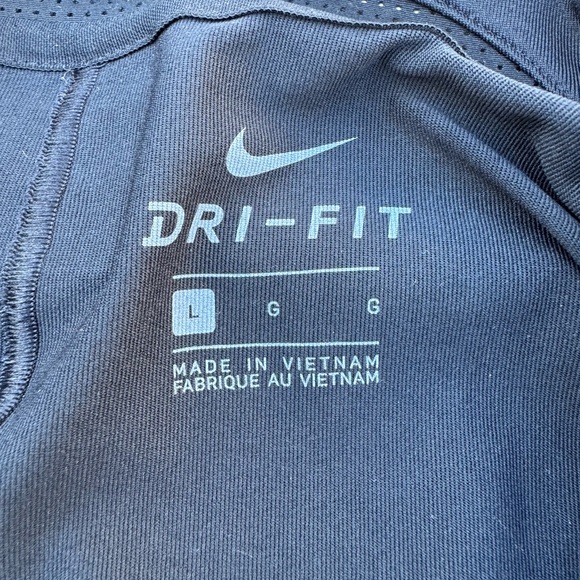 DRI-FIT
L G G
MADE IN VIETNAM
FABRIQUE AU VIETNAM